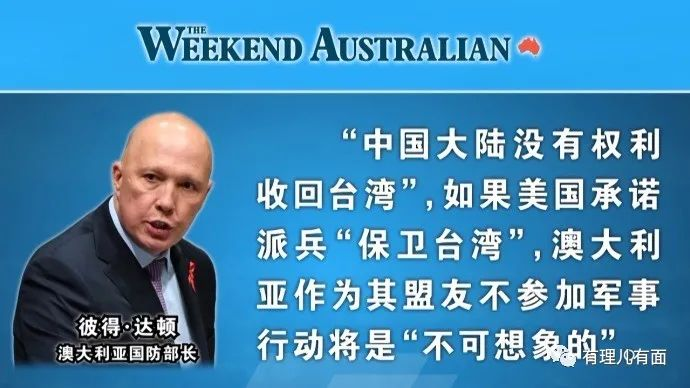 THE
WEEKEND AUSTRALIAN
“中国大陆没有权利
收回台湾”,如果美国承诺
派兵“保卫台湾”,澳大利
亚作为其盟友不参加军事
行动将是“不可想象的”
彼得·达顿
澳大利亚国防部长
有理儿有面